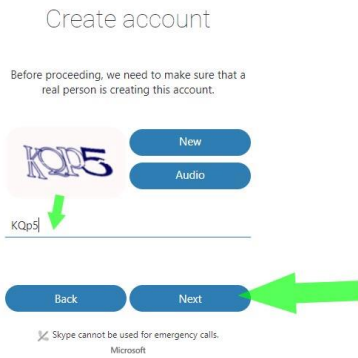 Create account
Before proceeding, we need to make sure that a
real person is creating this account.
KQP5
New
Audio
KQp5
Back
Next
Skype cannot be used for emergency calls.
Microsoft